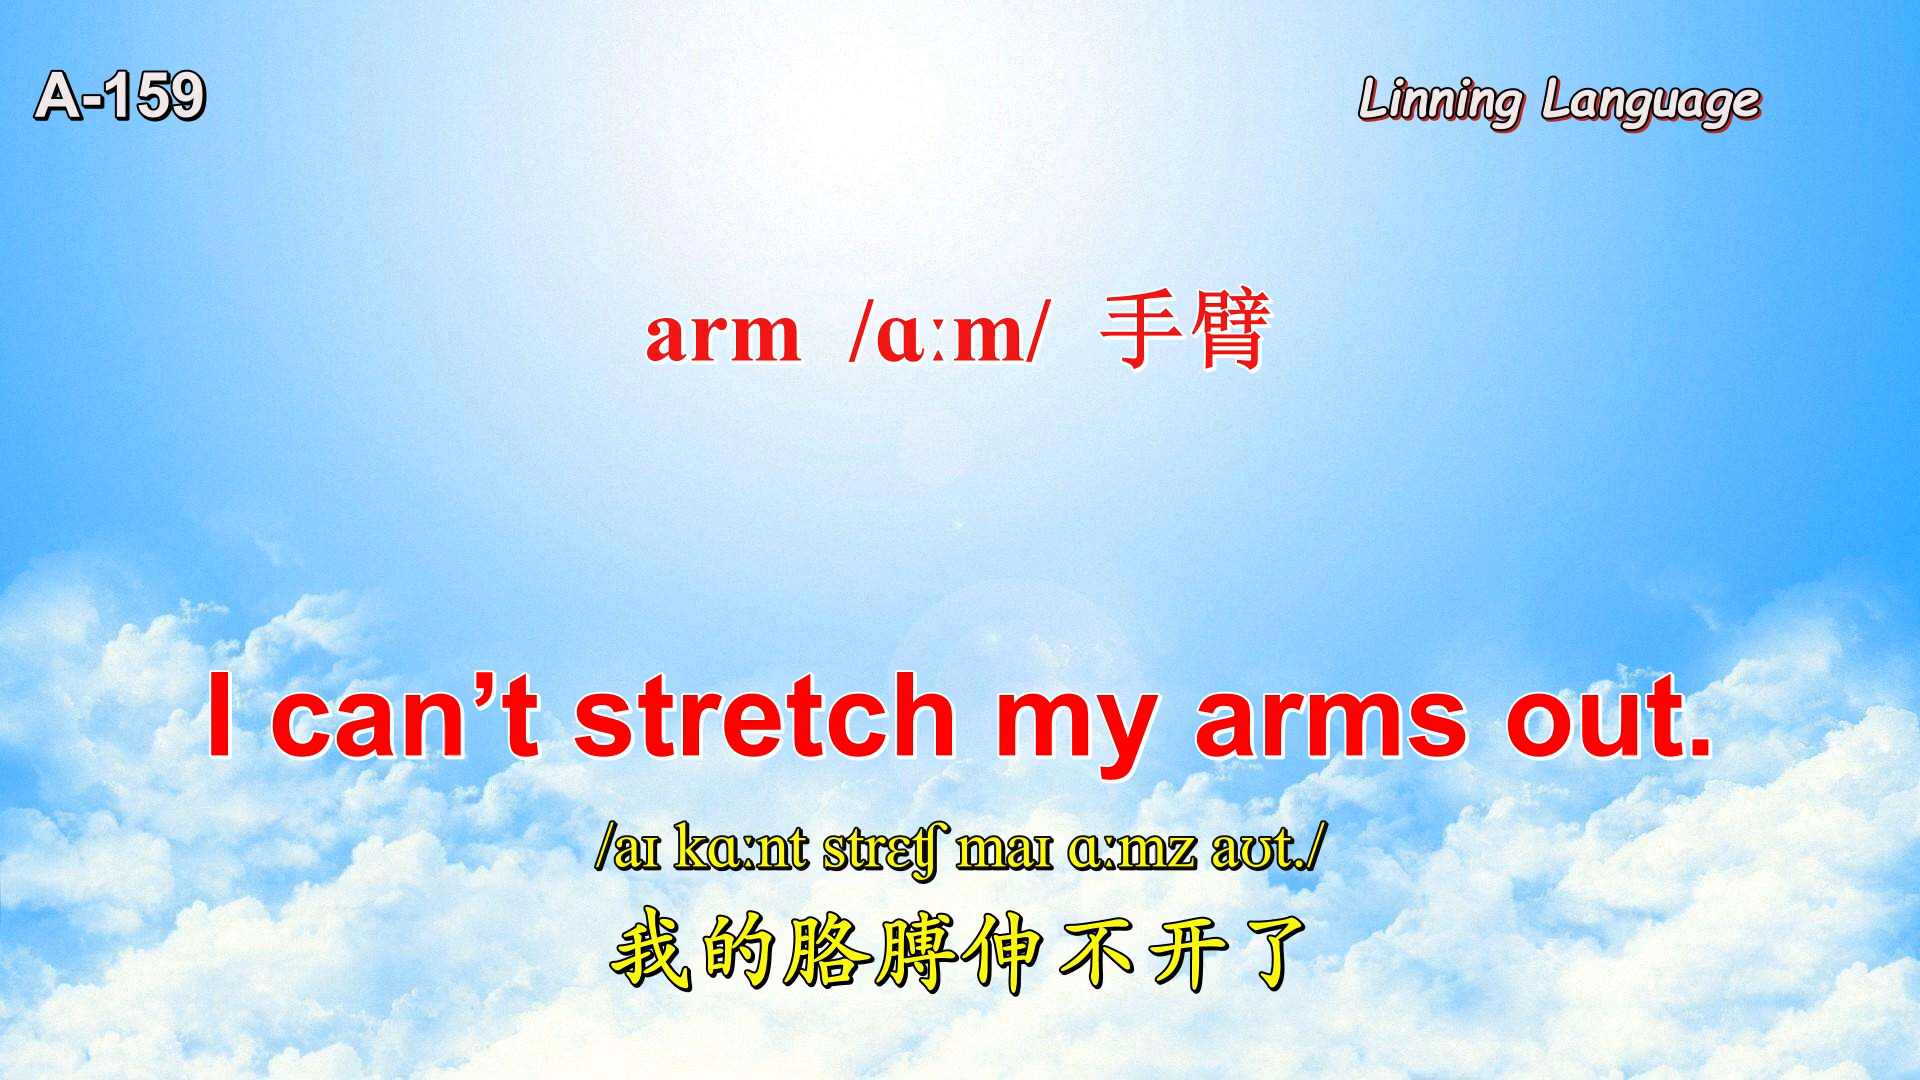 A-159
Linning Language
arm /ɑːm/ 手臂
I can’t stretch my arms out.
/aɪ kɑːnt strɛʧ maɪ ɑːmz aʊt./
我的胳膊伸不开了